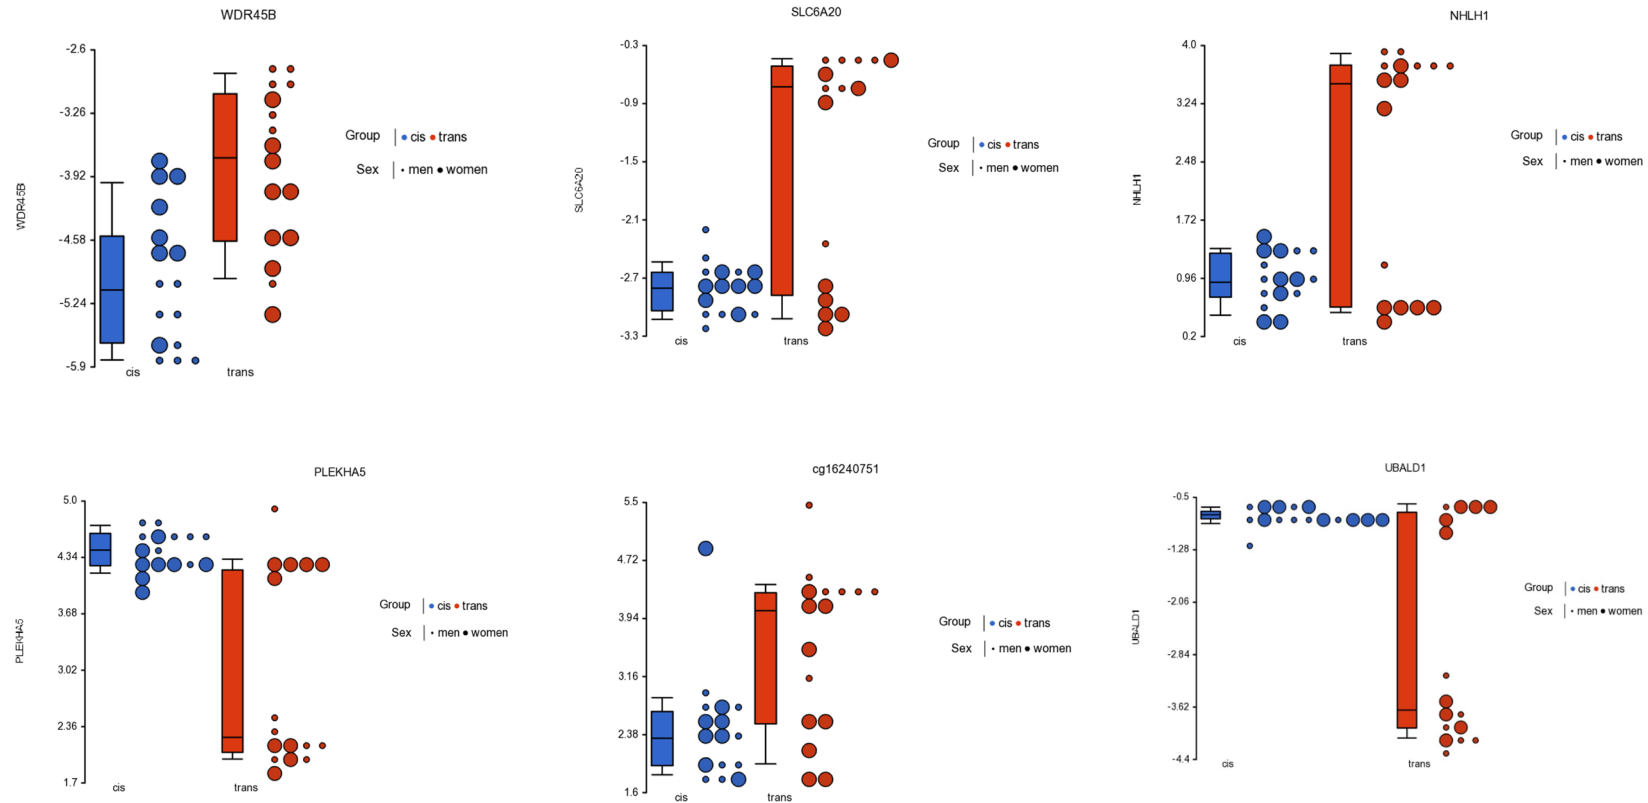 WDR45B
-2.6
-3.26
-3.92
-4.58
-5.24
-5.9
WDR45B
cis
trans
Group cis trans
Sex men women
SLC6A20
-0.3
-0.9
-1.5
-2.1
-2.7
-3.3
SLC6A20
cis
trans
Group cis trans
Sex men women
NHLH1
4.0
3.24
2.48
1.72
0.96
0.2
NHLH1
cis
trans
Group cis trans
Sex men women
PLEKHA5
5.0
4.34
3.68
3.02
2.36
1.7
PLEKHA5
cis
trans
Group cis trans
Sex men women
cg16240751
5.5
4.72
3.94
3.16
2.38
1.6
cis
trans
Group cis trans
Sex men women
UBALD1
-0.5
-1.28
-2.06
-2.84
-3.62
-4.4
UBALD1
cis
trans
Group cis trans
Sex men women